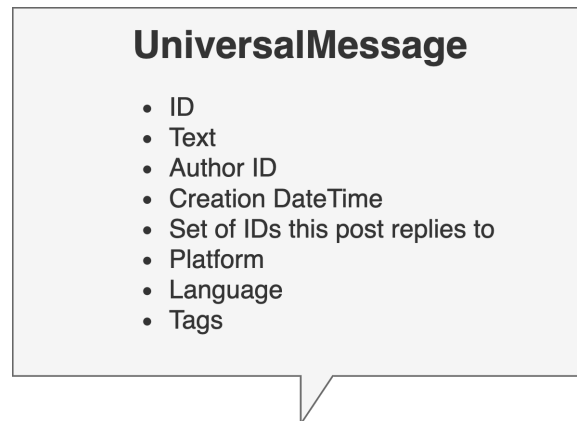 UniversalMessage
• ID
• Text
• Author ID
• Creation DateTime
• Set of IDs this post replies to
• Platform
• Language
• Tags